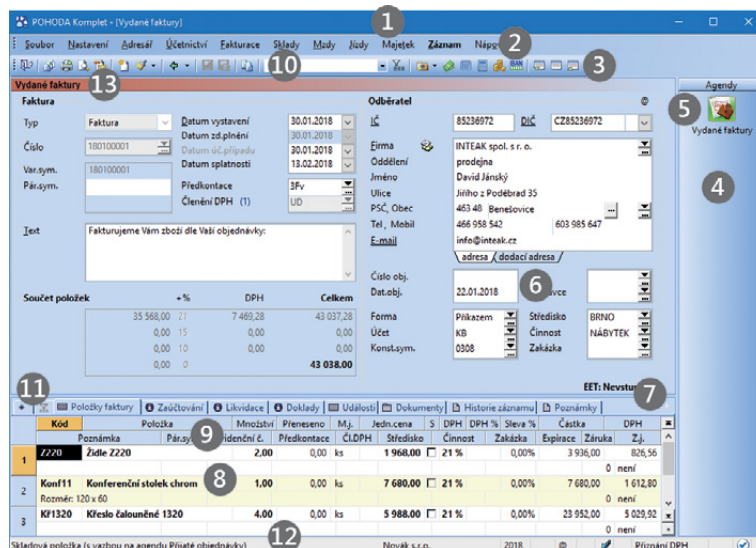 POHODA Komplet - [Vydané faktury]
1
Soubor Nastavení Adresář Účetnictví Fakturace Sklady Mzdy Jízdy Majetek Záznam
2
10
IBAN
3
Vydané faktury
13
Agendy
5
Vydané faktury
4
Faktura
Typ Faktura
Číslo 180100001
Var.sym. 180100001
Pár.sym.
Datum vystavení 30.01.2018
Datum zd.plnění 30.01.2018
Datum úč.případu 30.01.2018
Datum splatnosti 13.02.2018
Předkontace 3Fv
Členění DPH (1) UD
Text Fakturujeme Vám zboží dle Vaší objednávky:
Součet položek +% DPH Celkem
35 568,00 21 7 469,28 43 037,28
0,00 15 0,00 0,00
0,00 10 0,00 0,00
0,00 0 43 038,00
Odběratel @
IČ 85236972 DIČ CZ85236972
Firma INTEAK spol. s r. o.
Oddělení prodejna
Jméno David Jánský
Ulice Jiřího z Poděbrad 35
PSČ, Obec 463 48 Benešovice ...
Tel, Mobil 466 958 542 603 985 647
E-mail info@inteak.cz
adresa dodací adresa
Číslo obj.
Dat.obj. 22.01.2018
6
Forma Příkazem Středisko BRNO
Účet KB Činnost NÁBYTEK
Konst.sym. 0308 Zakázka
EET:
7
11
+ Položky faktury Zaúčtování Likvidace Doklady Události Dokumenty Historie záznamu Poznámky
Kód Položka Množství Přeneseno M.j. Jedn.cena S DPH DPH % Sleva % Částka DPH
Poznámka 9 Předkontace Čl.DPH Středisko Činnost Zakázka Expirace Záruka Z.j.
1 Z220 Židle Z220 2,00 0,00 ks 1 968,00 21 % 0,00% 3 936,00 826,56
0 není
8
2 Konf11 Konferenční stolek chrom 1,00 0,00 ks 7 680,00 21 % 0,00% 7 680,00 1 612,80
Rozměr: 120 x 60 0 není
3 Kř1320 Křeslo čalouněné 1320 4,00 0,00 ks 5 988,00 21 % 0,00% 23 952,00 5 029,92
0 není
12
Skladová položka (s vazbou na agendu Přijaté objednávky) Novák s.r.o. 2018 @ Přiznání DPH